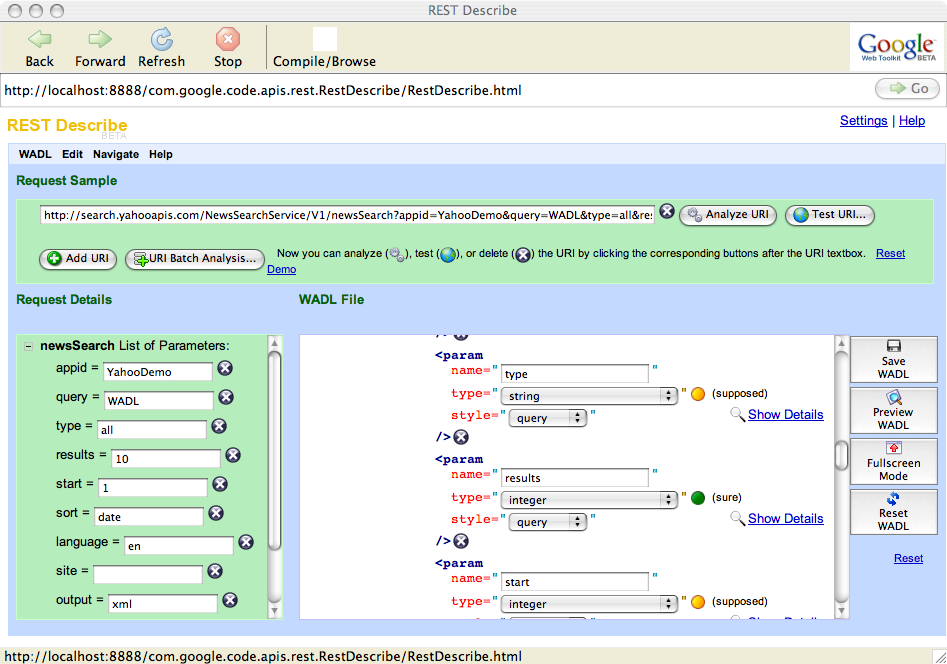 REST Describe
Back Forward Refresh Stop Compile/Browse
Google
Web Toolkit BETA
http://localhost:8888/com.google.code.apis.rest.RestDescribe/RestDescribe.html
Go
REST Describe
BETA
Settings | Help
WADL Edit Navigate Help
Request Sample
http://search.yahooapis.com/NewsSearchService/V1/newsSearch?appid=YahooDemo&query=WADL&type=all&res
Analyze URI
Test URI...
Add URI
URI Batch Analysis...
Now you can analyze ( ), test ( ), or delete ( ) the URI by clicking the corresponding buttons after the URI textbox. Reset
Demo
Request Details
WADL File
newsSearch List of Parameters:
appid = YahooDemo
query = WADL
type = all
results = 10
start = 1
sort = date
language = en
site =
output = xml
/>
<param
name=" type "
type=" string " (supposed)
style=" query " Show Details
/>
<param
name=" results "
type=" integer " (sure)
style=" query " Show Details
/>
<param
name=" start "
type=" integer " (supposed)
Save
WADL
Preview
WADL
Fullscreen
Mode
Reset
WADL
Reset
http://localhost:8888/com.google.code.apis.rest.RestDescribe/RestDescribe.html